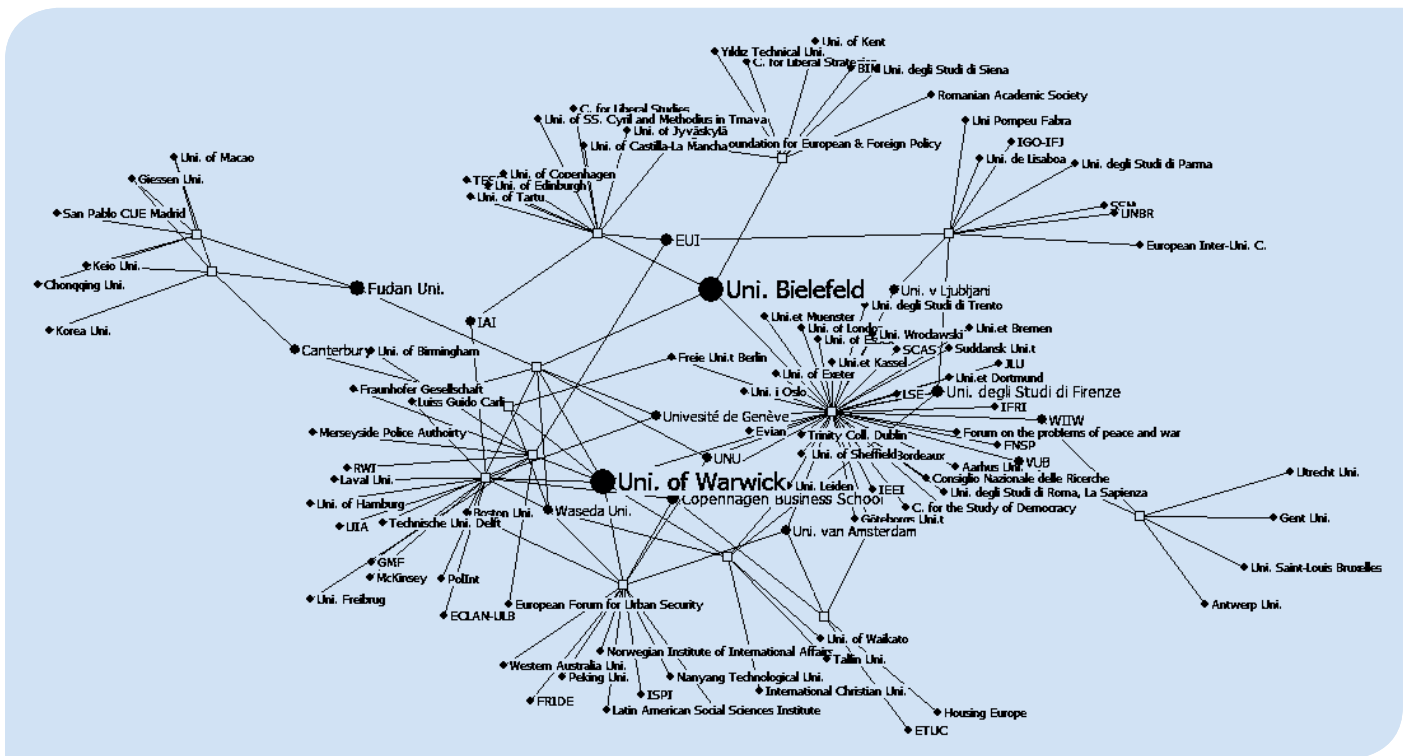 Uni. of Kent
Yildiz Technical Uni.
C. for Liberal Strate
BIM
Uni. degli Studi di Siena
Romanian Academic Society
C. for Liberal Studies
Uni. of SS. Cyril and Methodius in Trnava
Uni. of Jyväskylä
Uni. of Castilla-La Mancha
oundation for European & Foreign Policy
Uni Pompeu Fabra
IGO-IFJ
Uni. de Lisaboa
Uni. degli Studi di Parma
Uni. of Macao
Giessen Uni.
Uni. of Copenhagen
Uni. of Edinburgh
Uni. of Tartu
San Pablo CUE Madrid
UNBR
European Inter-Uni. C.
EUI
Keio Uni.
Chongqing Uni.
Fudan Uni.
Uni. Bielefeld
Uni. v Ljubljani
Uni. degli Studi di Trento
Korea Uni.
IAI
Uni.et Muenster
Uni. of Londo
Uni. of Es
Uni. Wroclawski
Uni.et Bremen
Canterbury
Uni. of Birmingham
Freie Uni.t Berlin
SCAS
Suddansk Uni.t
Uni.et Kassel
JLU
Uni. of Exeter
Uni.et Dortmund
Fraunhofer Gesellschaft
Luiss Guido Carli
Uni. i Oslo
LSE
Uni. degli Studi di Firenze
Univesité de Genève
IFRI
WIIW
Merseyside Police Authoirty
Evian
Trinity Coll. Dublin
Forum on the problems of peace and war
FNSP
UNU
Uni. of Sheffield
Bordeaux
VUB
Aarhus Uni.
RWI
Laval Uni.
Uni. of Warwick
Consiglio Nazionale delle Ricerche
Utrecht Uni.
Uni. Leiden
IEEI
Uni. degli Studi di Roma, La Sapienza
Uni. of Hamburg
Boston Uni.
Waseda Uni.
Copenhagen Business School
C. for the Study of Democracy
UIA
Technische Uni. Delft
Göteborgs Uni.t
Gent Uni.
Uni. van Amsterdam
GMF
McKinsey
PolInt
Uni. Saint-Louis Bruxelles
Uni. Freibrug
ECLAN-ULB
European Forum for Urban Security
Antwerp Uni.
Uni. of Waikato
Norwegian Institute of International Affairs
Tallin Uni.
Western Australia Uni.
Peking Uni.
Nanyang Technological Uni.
International Christian Uni.
FRIDE
ISPI
Latin American Social Sciences Institute
Housing Europe
ETUC